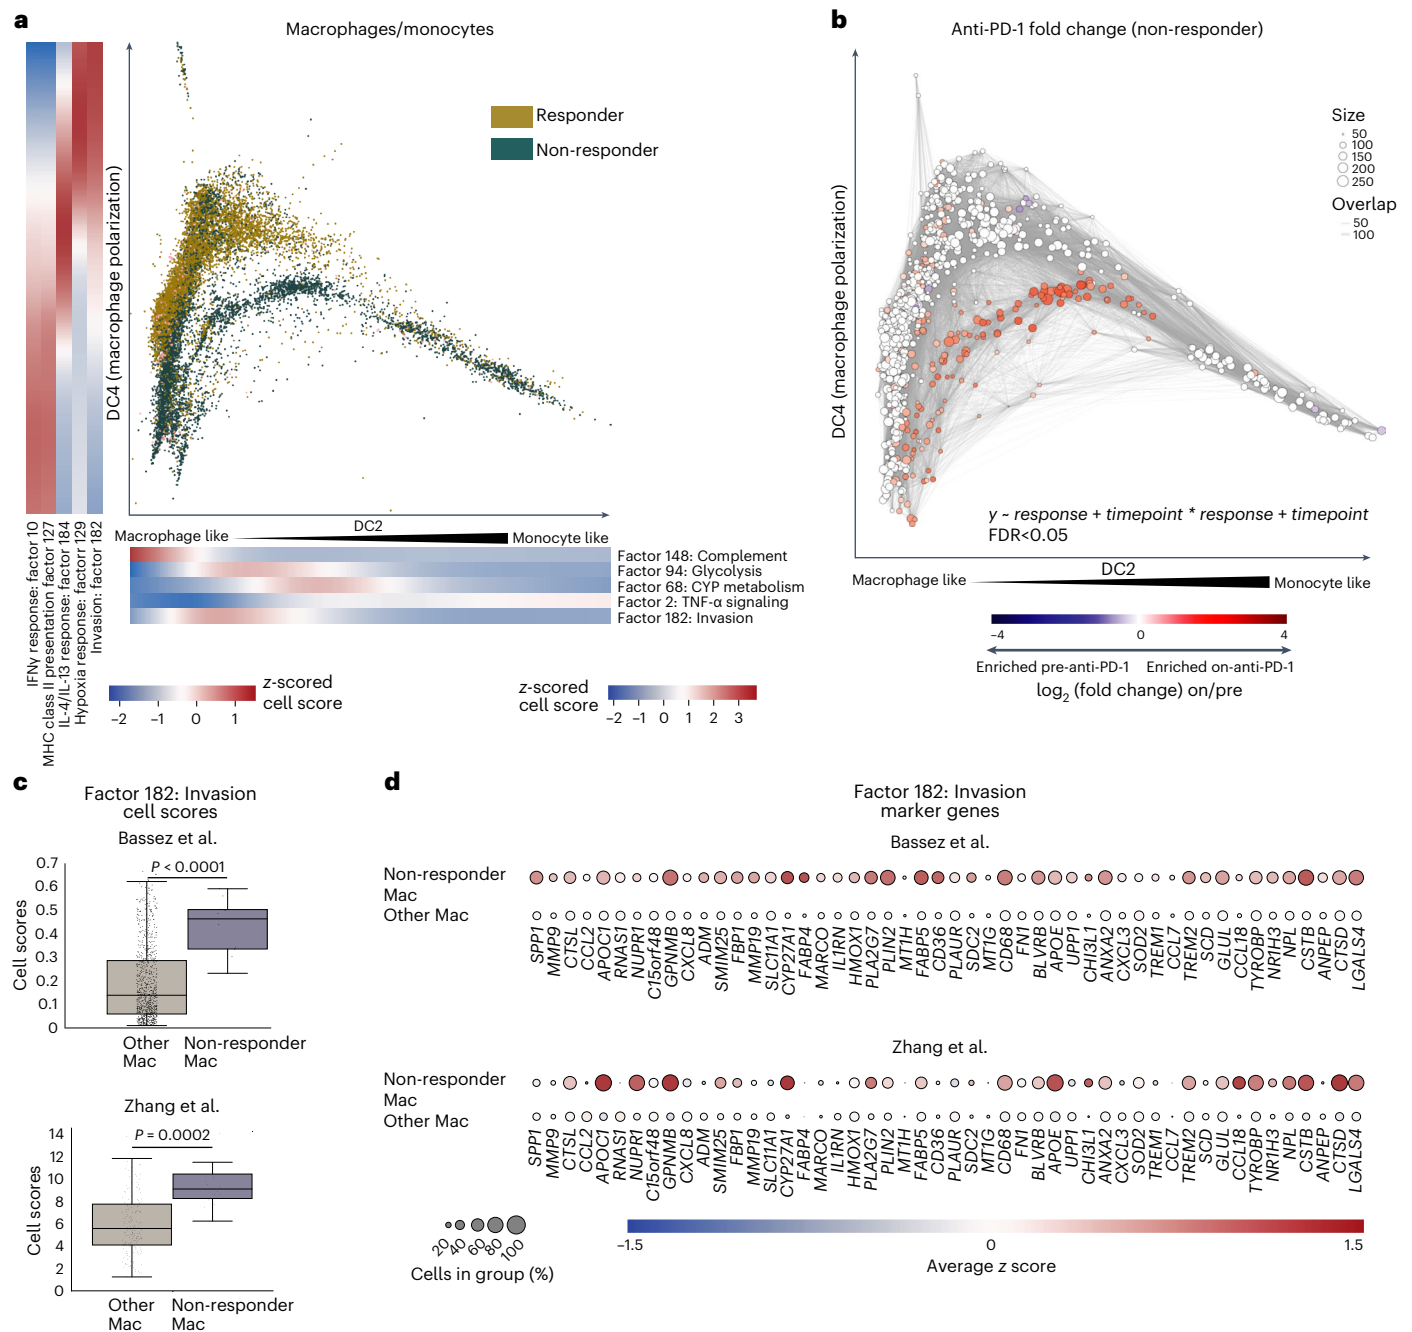 a
Macrophages/monocytes
DC4 (macrophage polarization)
Responder
Non-responder
IFNγ response: factor 10
MHC class II presentation factor 127
IL-4/IL-13 response: factor 184
Hypoxia response: factor 129
Invasion: factor 182
DC2
Macrophage like
Monocyte like
Factor 148: Complement
Factor 94: Glycolysis
Factor 68: CYP metabolism
Factor 2: TNF-α signaling
Factor 182: Invasion
z-scored
cell score
–2 –1 0 1
z-scored
cell score
–2 –1 0 1 2 3
b
Anti-PD-1 fold change (non-responder)
DC4 (macrophage polarization)
Size
50
100
150
200
250
Overlap
50
100
y ~ response + timepoint * response + timepoint
FDR<0.05
DC2
Macrophage like
Monocyte like
–4 0 4
Enriched pre-anti-PD-1 Enriched on-anti-PD-1
log2 (fold change) on/pre
c
Factor 182: Invasion
cell scores
Bassez et al.
P < 0.0001
Cell scores
0.7
0.6
0.5
0.4
0.3
0.2
0.1
0
Other
Mac
Non-responder
Mac
Zhang et al.
P = 0.0002
Cell scores
14
12
10
8
6
4
2
0
Other
Mac
Non-responder
Mac
d
Factor 182: Invasion
marker genes
Bassez et al.
Non-responder
Mac
Other Mac
SPP1 MMP9 CTSL CCL2 APOC1 RNAS1 NUPR1 C15orf48 GPNMB CXCL8 ADM SMIM25 FBP1 MMP19 SLC11A1 CYP27A1 FABP4 MARCO IL1RN HMOX1 PLA2G7 PLIN2 MT1H FABP5 CD36 PLAUR SDC2 MT1G CD68 FN1 BLVRB APOE UPP1 CHI3L1 ANXA2 CXCL3 SOD2 TREM1 CCL7 TREM2 SCD GLUL CCL18 TYROBP NR1H3 NPL CSTB ANPEP CTSD LGALS4
Zhang et al.
Non-responder
Mac
Other Mac
SPP1 MMP9 CTSL CCL2 APOC1 RNAS1 NUPR1 C15orf48 GPNMB CXCL8 ADM SMIM25 FBP1 MMP19 SLC11A1 CYP27A1 FABP4 MARCO IL1RN HMOX1 PLA2G7 PLIN2 MT1H FABP5 CD36 PLAUR SDC2 MT1G CD68 FN1 BLVRB APOE UPP1 CHI3L1 ANXA2 CXCL3 SOD2 TREM1 CCL7 TREM2 SCD GLUL CCL18 TYROBP NR1H3 NPL CSTB ANPEP CTSD LGALS4
20 40 60 80 100
Cells in group (%)
–1.5 0 1.5
Average z score